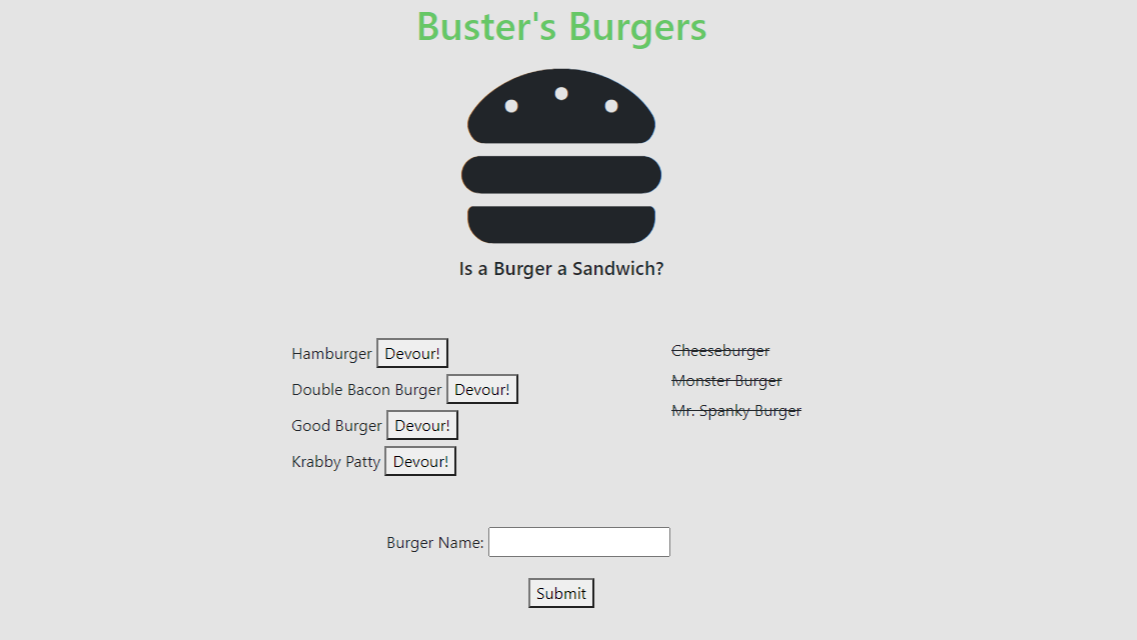 Buster's Burgers
Is a Burger a Sandwich?
Hamburger Devour!
Double Bacon Burger Devour!
Good Burger Devour!
Krabby Patty Devour!
Cheeseburger
Monster Burger
Mr. Spanky Burger
Burger Name:
Submit